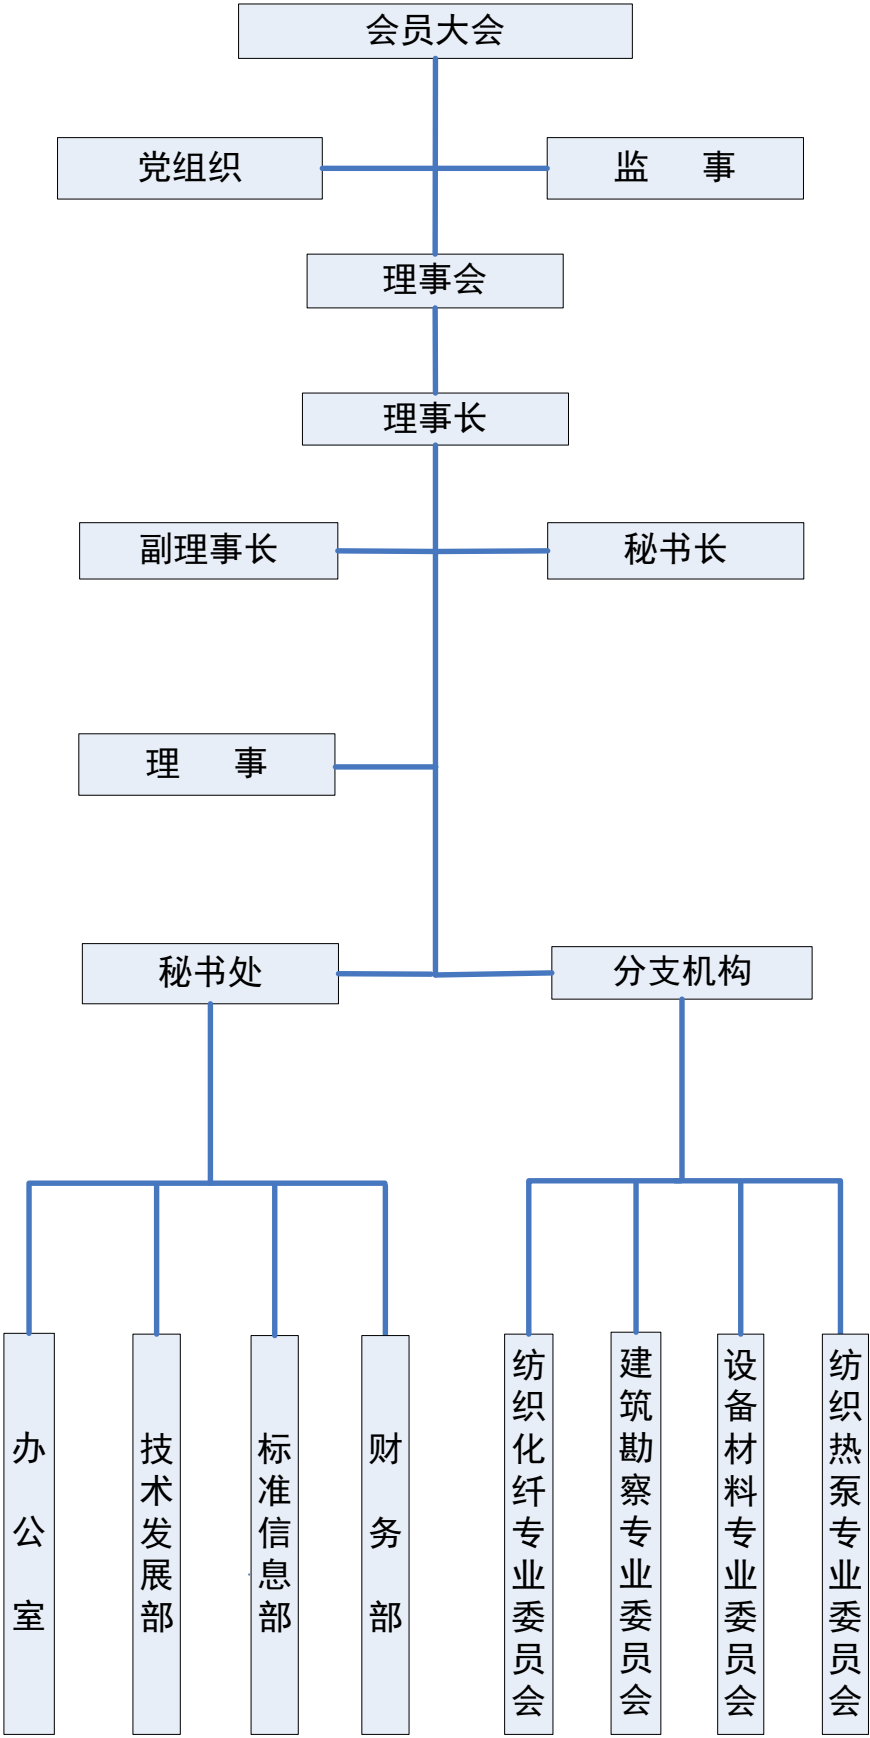 会员大会
党组织
监 事
理事会
理事长
副理事长
秘书长
理 事
秘书处
分支机构
办公室
技术发展部
标准信息部
财务部
纺织化纤专业委员会
建筑勘察专业委员会
设备材料专业委员会
纺织热泵专业委员会